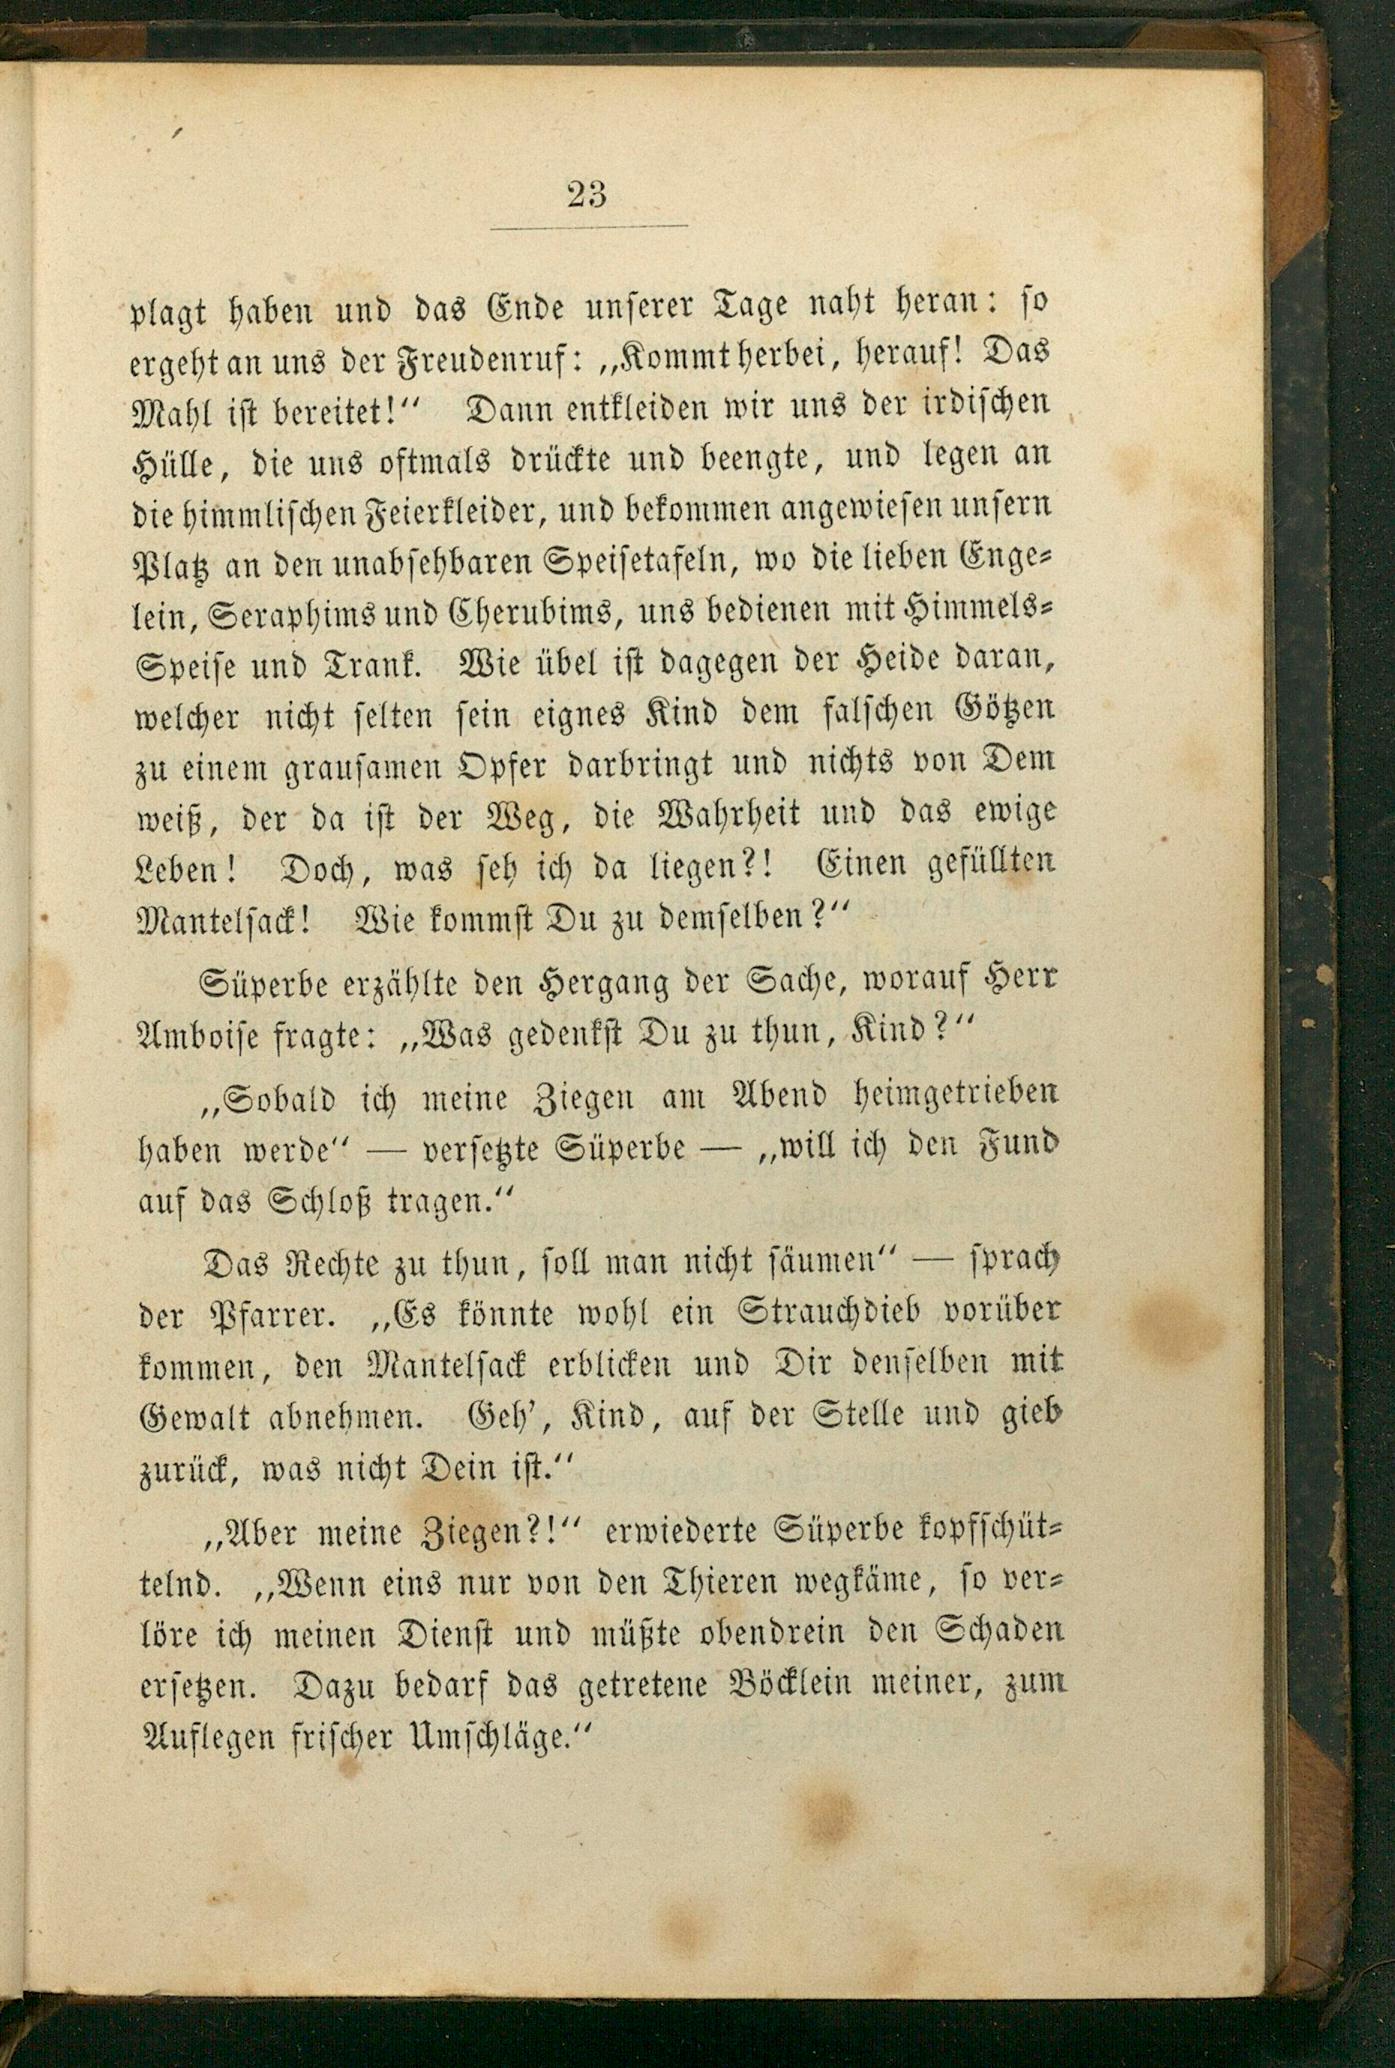 23
plagt haben und das Ende unserer Tage naht heran: so
ergeht an uns der Freudenruf: „Kommt herbei, herauf! Das
Mahl ist bereitet!“ Dann entkleiden wir uns der irdischen
Hülle, die uns oftmals drückte und beengte, und legen an
die himmlischen Feierkleider, und bekommen angewiesen unsern
Platz an den unabsehbaren Speisetafeln, wo die lieben Enge-
lein, Seraphims und Cherubims, uns bedienen mit Himmels-
Speise und Trank. Wie übel ist dagegen der Heide daran,
welcher nicht selten sein eignes Kind dem falschen Götzen
zu einem grausamen Opfer darbringt und nichts von Dem
weiß, der da ist der Weg, die Wahrheit und das ewige
Leben! Doch, was seh ich da liegen?! Einen gefüllten
Mantelsack! Wie kommst Du zu demselben?“
Süperbe erzählte den Hergang der Sache, worauf Herr
Amboise fragte: „Was gedenkst Du zu thun, Kind?“
„Sobald ich meine Ziegen am Abend heimgetrieben
haben werde“ — versetzte Süperbe — „will ich den Fund
auf das Schloß tragen.“
Das Rechte zu thun, soll man nicht säumen“ — sprach
der Pfarrer. „Es könnte wohl ein Strauchdieb vorüber
kommen, den Mantelsack erblicken und Dir denselben mit
Gewalt abnehmen. Geh’, Kind, auf der Stelle und gieb
zurück, was nicht Dein ist.“
„Aber meine Ziegen?!“ erwiederte Süperbe kopfschüt-
telnd. „Wenn eins nur von den Thieren wegkäme, so ver-
löre ich meinen Dienst und müßte obendrein den Schaden
ersetzen. Dazu bedarf das getretene Böcklein meiner, zum
Auflegen frischer Umschläge.“